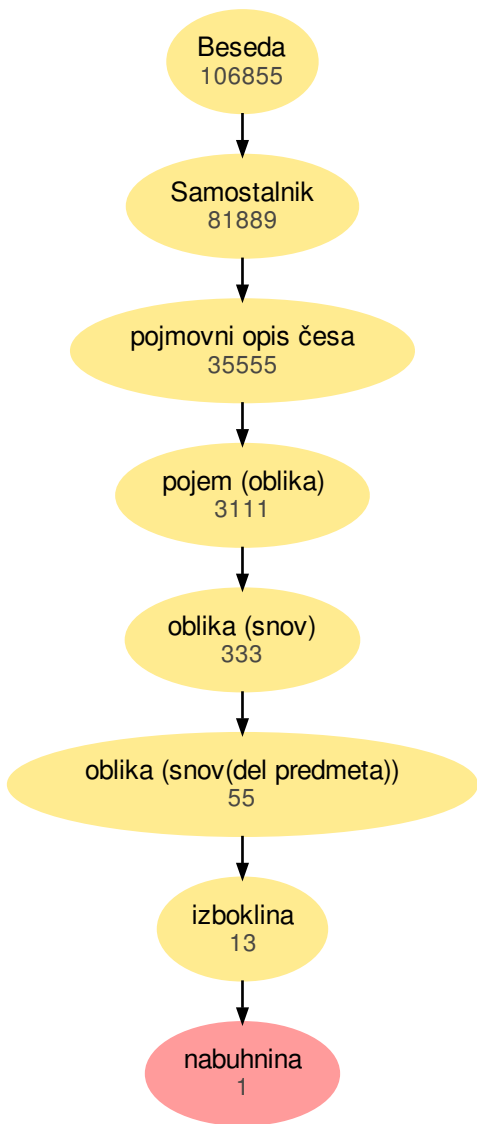 Beseda
106855
Samostalnik
81889
pojmovni opis česa
35555
pojem (oblika)
3111
oblika (snov)
333
oblika (snov(del predmeta))
55
izboklina
13
nabuhnina
1